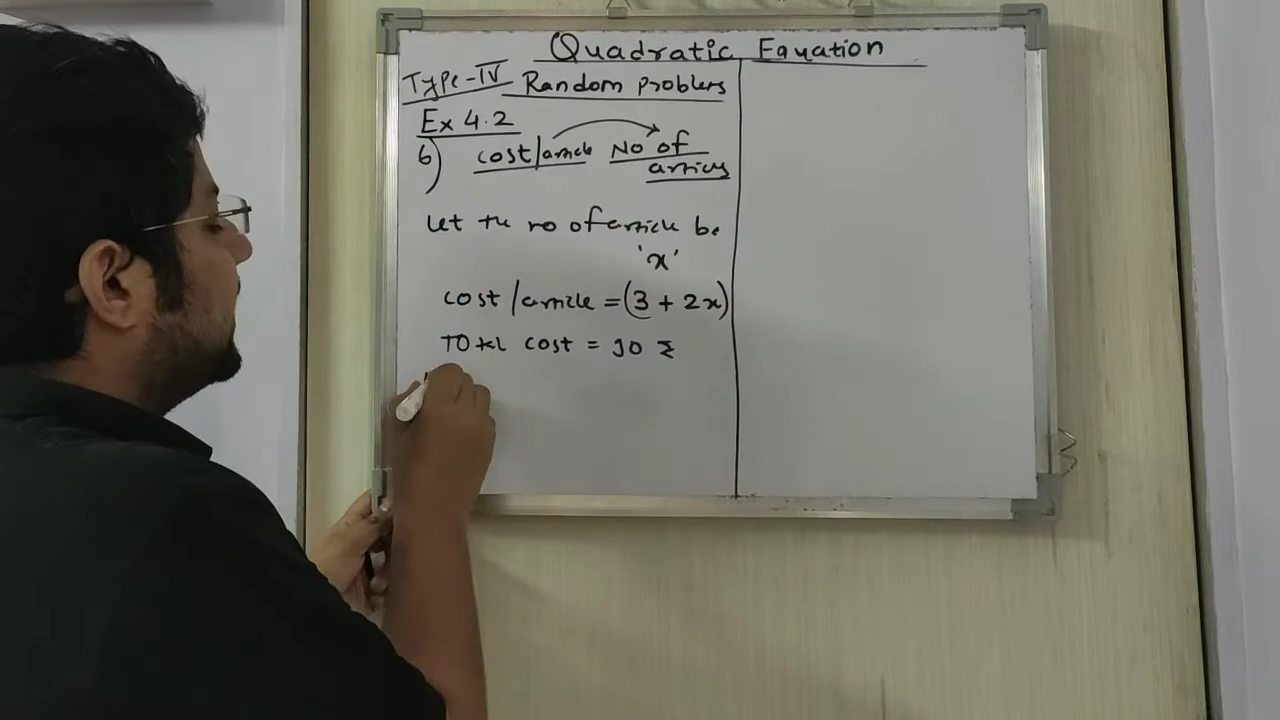 Quadratic Equation
Type-IV Random problems
Ex 4.2
6) cost/article No of
articles
Let the no of article be
'x'
cost/article = (3 + 2x)
Total cost = 90 ₹